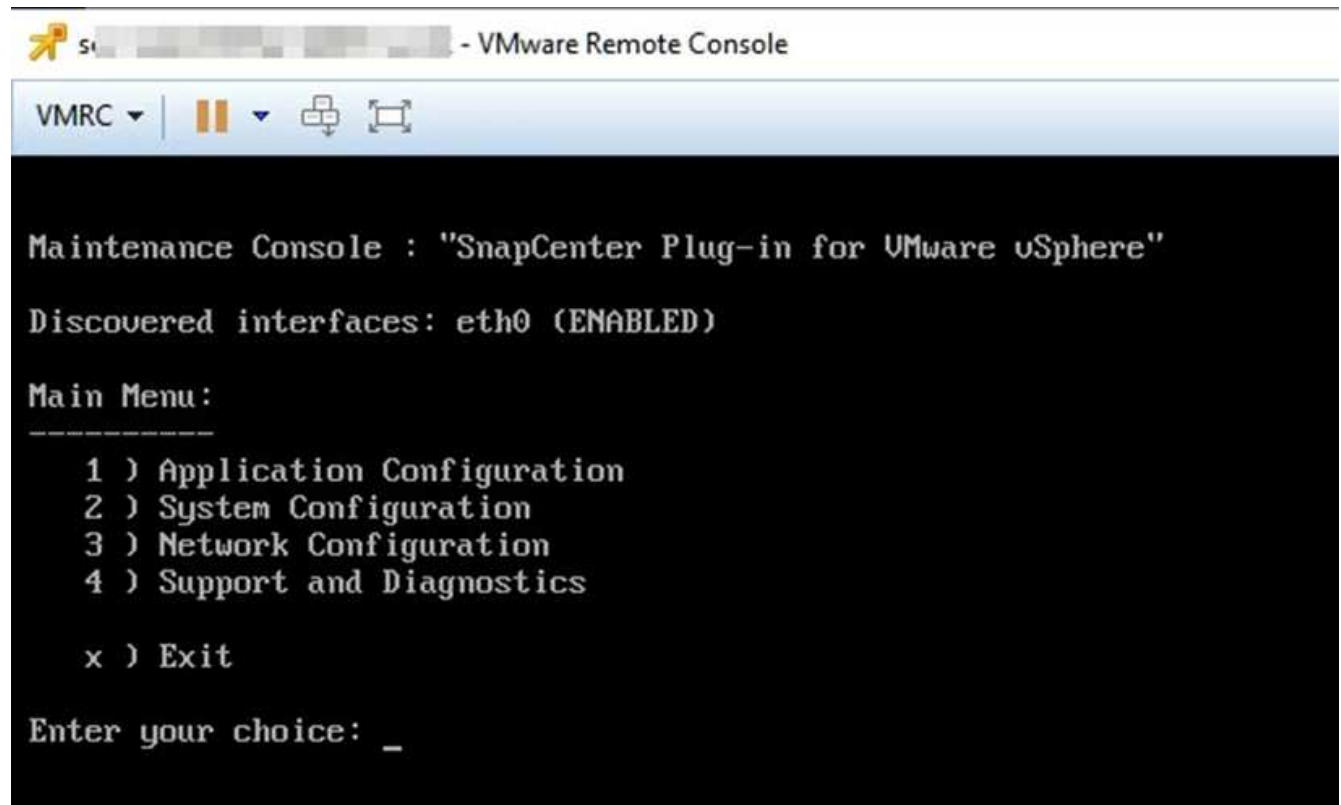 - VMware Remote Console
VMRC
Maintenance Console : "SnapCenter Plug-in for VMware vSphere"
Discovered interfaces: eth0 (ENABLED)
Main Menu:
----------
1 ) Application Configuration
2 ) System Configuration
3 ) Network Configuration
4 ) Support and Diagnostics
x ) Exit
Enter your choice: _